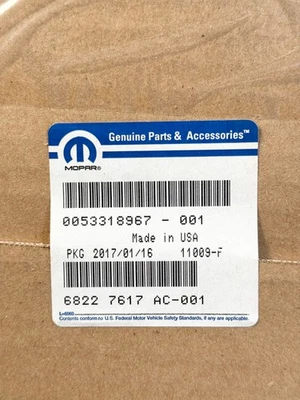 Genuine Parts & Accessories™
MOPAR®
0053318967 - 001
Made in USA
PKG 2017/01/16 11009-F
6822 7617 AC-001
L=6000
Contents conform to U.S. Federal Motor Vehicle Safety Standards, if any are applicable.